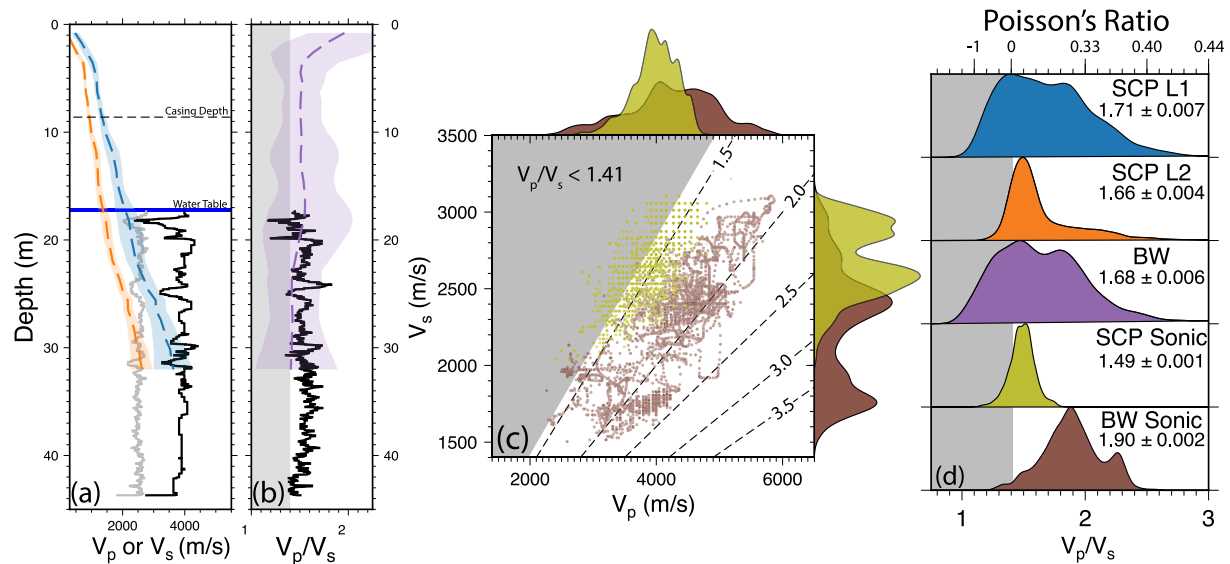 0
10
20
30
40
Depth (m)
Casing Depth
Water Table
(a)
2000
4000
Vp or Vs (m/s)
0
10
20
30
40
(b)
2
Vp/Vs
3500
3000
2500
2000
1500
Vs (m/s)
Vp/Vs < 1.41
1.5
2.0
2.5
3.0
3.5
(c)
2000
4000
6000
Vp (m/s)
Poisson's Ratio
-1
0
0.33
0.40
0.44
SCP L1
1.71 ± 0.007
SCP L2
1.66 ± 0.004
BW
1.68 ± 0.006
SCP Sonic
1.49 ± 0.001
BW Sonic
1.90 ± 0.002
(d)
1
2
3
Vp/Vs